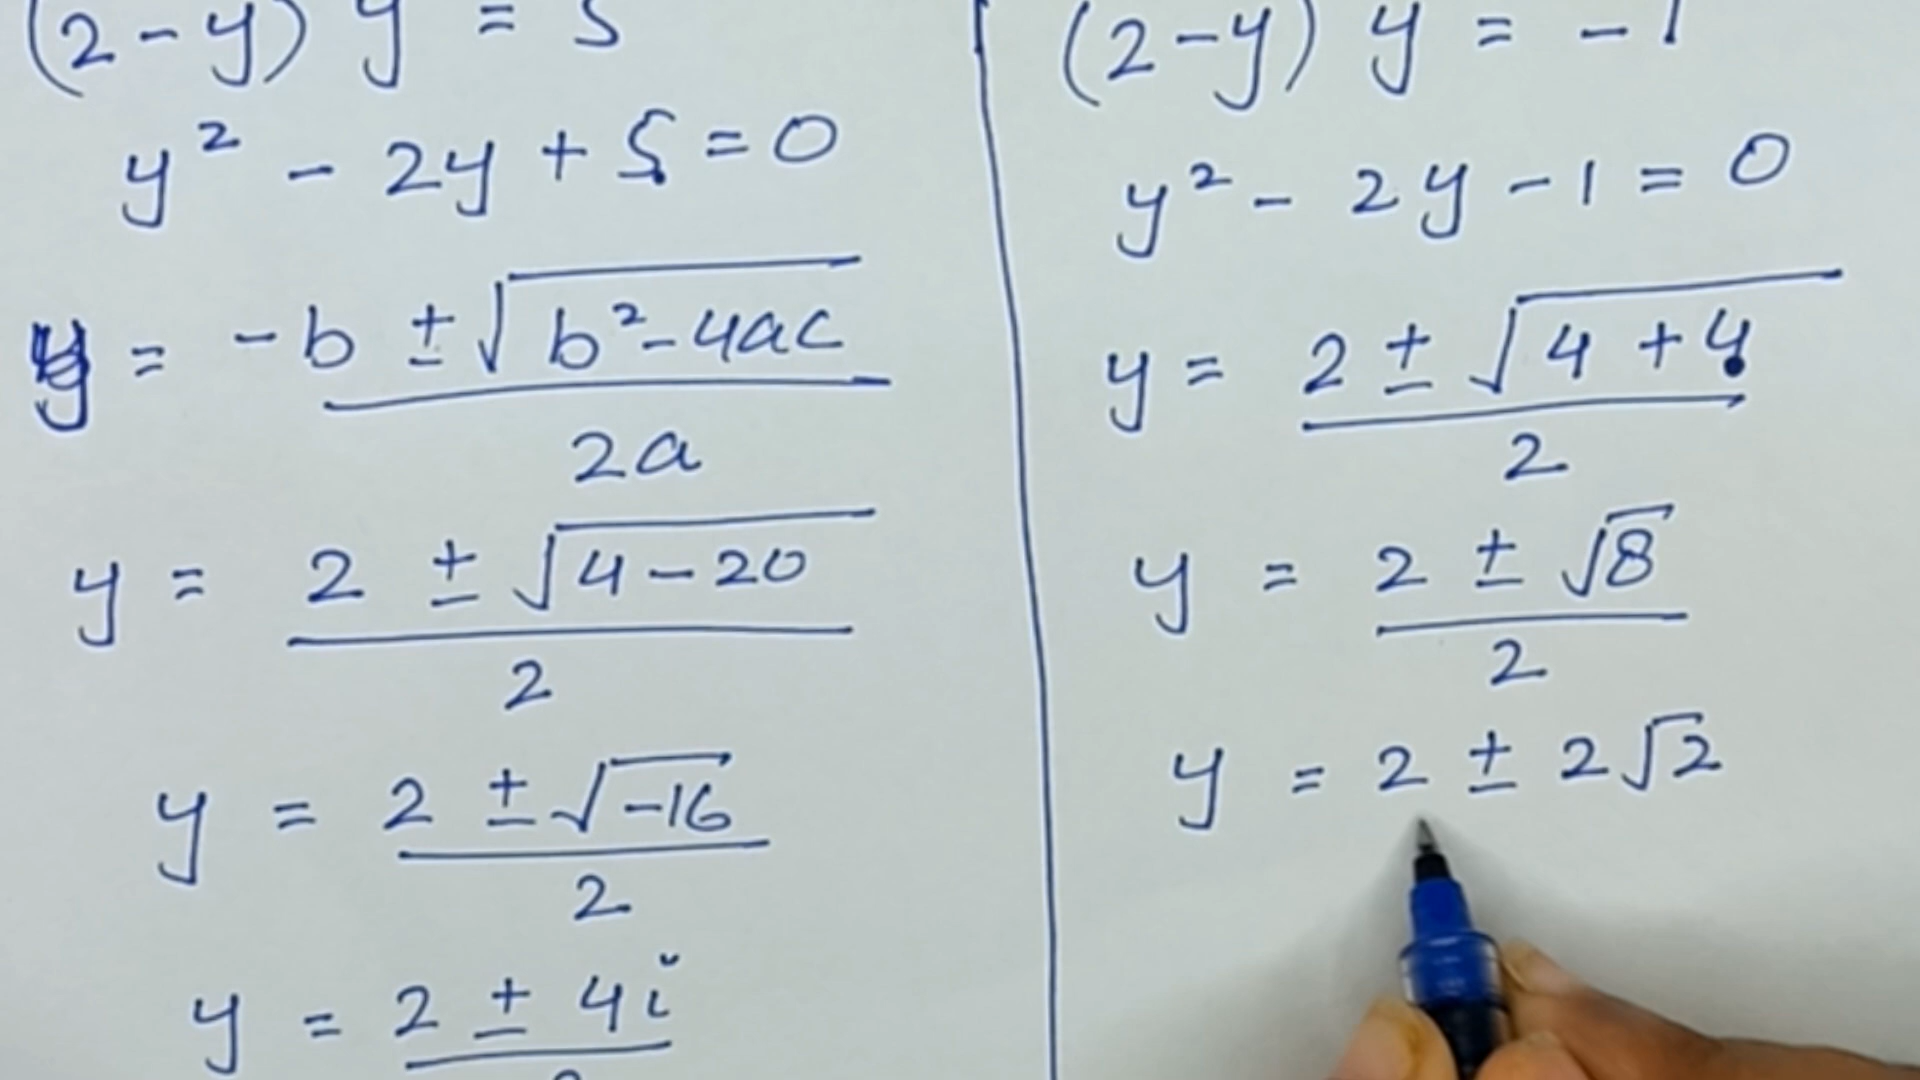 (2-y) y = 5
y² - 2y + 5 = 0
y = -b ± √b²-4ac
2a
y = 2 ± √4-20
2
y = 2 ± √-16
2
y = 2 ± 4i
(2-y) y = -1
y² - 2y - 1 = 0
y = 2 ± √4+4
2
y = 2 ± √8
2
y = 2 ± 2√2